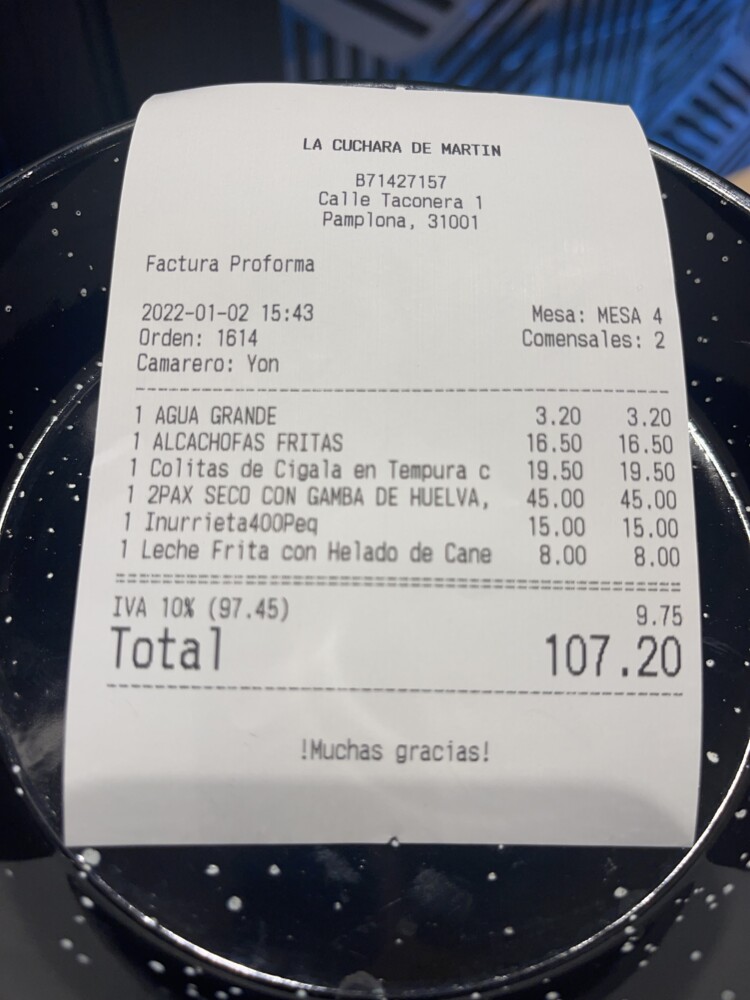 LA CUCHARA DE MARTIN
B71427157
Calle Taconera 1
Pamplona, 31001
Factura Proforma
2022-01-02 15:43 Mesa: MESA 4
Orden: 1614 Comensales: 2
Camarero: Yon
1 AGUA GRANDE 3.20 3.20
1 ALCACHOFAS FRITAS 16.50 16.50
1 Colitas de Cigala en Tempura c 19.50 19.50
1 2PAX SECO CON GAMBA DE HUELVA, 45.00 45.00
1 Inurrieta400Peq 15.00 15.00
1 Leche Frita con Helado de Cane 8.00 8.00
IVA 10% (97.45) 9.75
Total 107.20
!Muchas gracias!